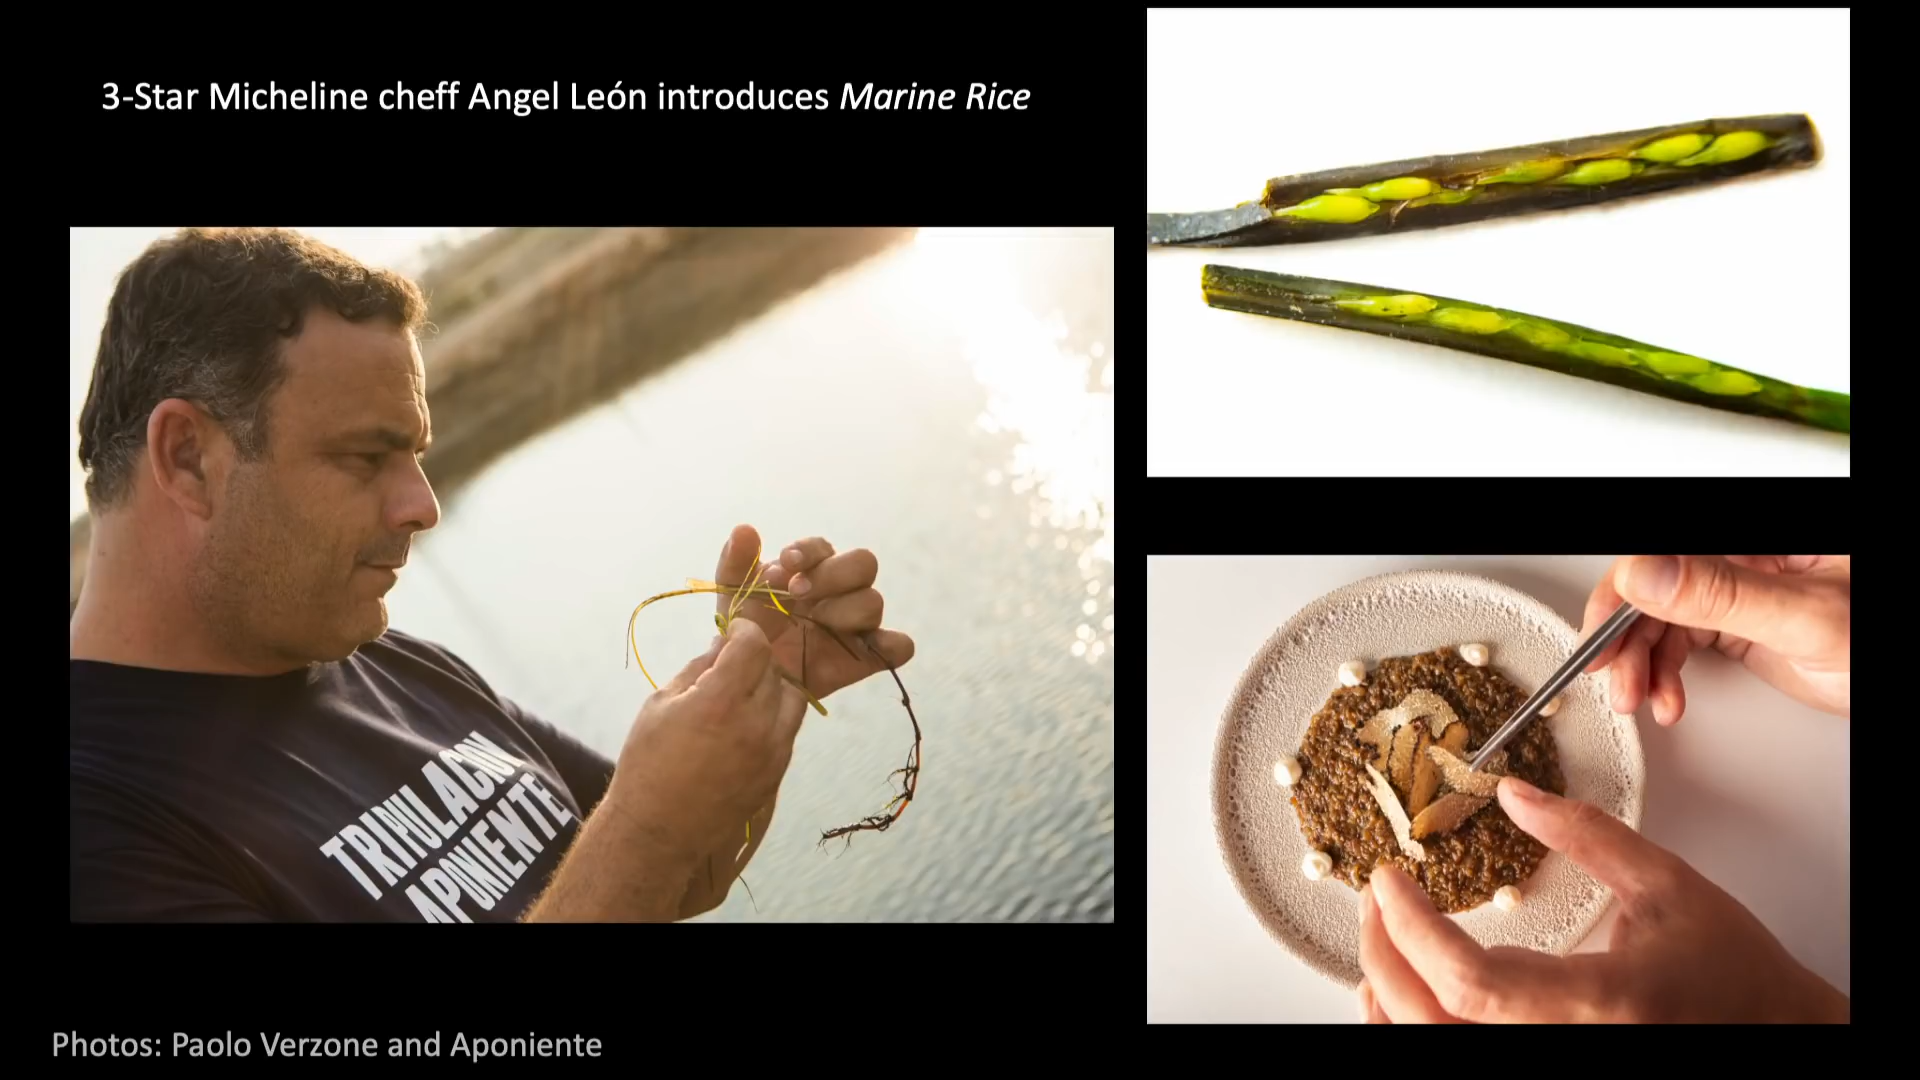 3-Star Micheline cheff Angel León introduces Marine Rice
TRIPULACION
APONIENTE
Photos: Paolo Verzone and Aponiente